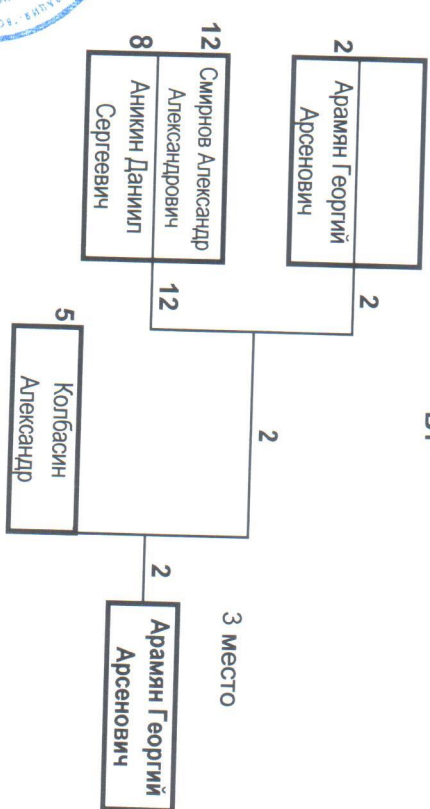 2
Арамян Георгий
Арсенович
2
12
Смирнов Александр
Александрович
8
Аникин Даниил
Сергеевич
12
2
5
Колбасин
Александр
2
3 место
Арамян Георгий
Арсенович